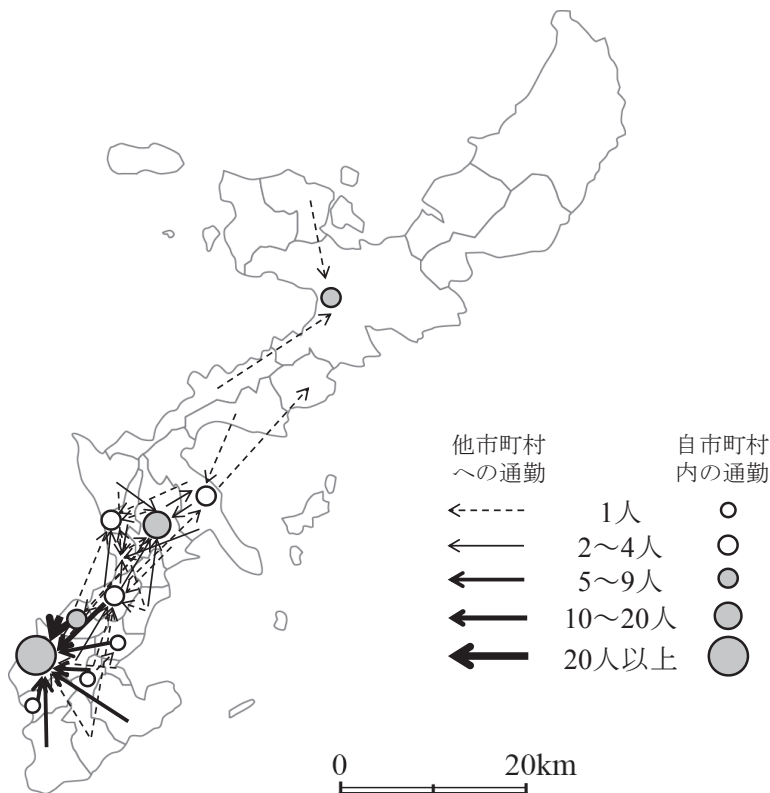 他市町村
への通勤
自市町村
内の通勤
1人
2〜4人
5〜9人
10〜20人
20人以上
0
20km